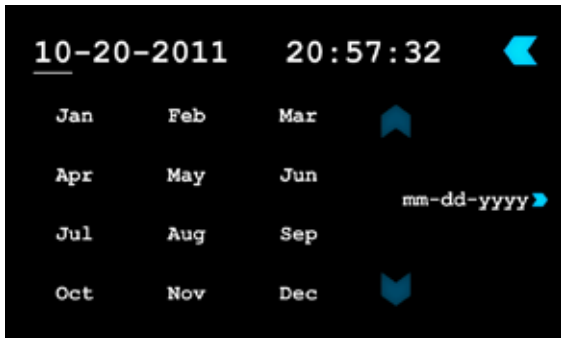 10-20-2011 20:57:32
Jan Feb Mar
Apr May Jun
mm-dd-yyyy
Jul Aug Sep
Oct Nov Dec